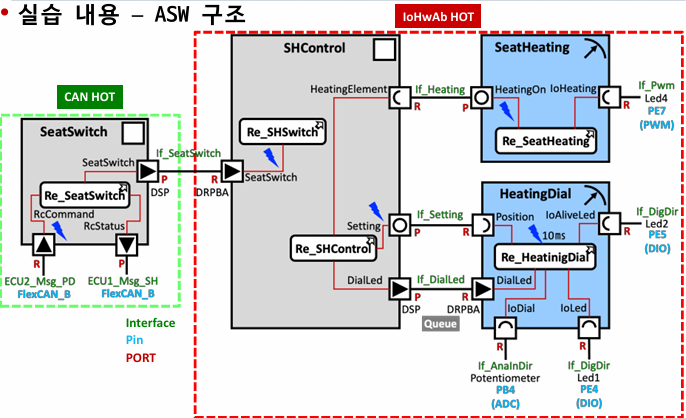 • 실습 내용 – ASW 구조
IoHwAb HOT
CAN HOT
SeatSwitch
SeatSwitch
Re_SeatSwitch
RcCommand
RcStatus
R
P
ECU2_Msg_PD
FlexCAN_B
ECU1_Msg_SH
FlexCAN_B
If_SeatSwitch
P
R
DSP
DRPBA
Interface
Pin
PORT
SHControl
HeatingElement
Re_SHSwitch
SeatSwitch
Setting
Re_SHControl
DialLed
If_Heating
R
P
If_Setting
R
P
If_DialLed
P
R
DSP
DRPBA
Queue
SeatHeating
HeatingOn
IoHeating
Re_SeatHeating
R
If_Pwm
Led4
PE7
(PWM)
HeatingDial
Position
IoAliveLed
10ms
Re_HeatinigDial
DialLed
IoDial
IoLed
R
If_DigDir
Led2
PE5
(DIO)
R
R
If_AnaInDir
Potentiometer
PB4
(ADC)
If_DigDir
Led1
PE4
(DIO)